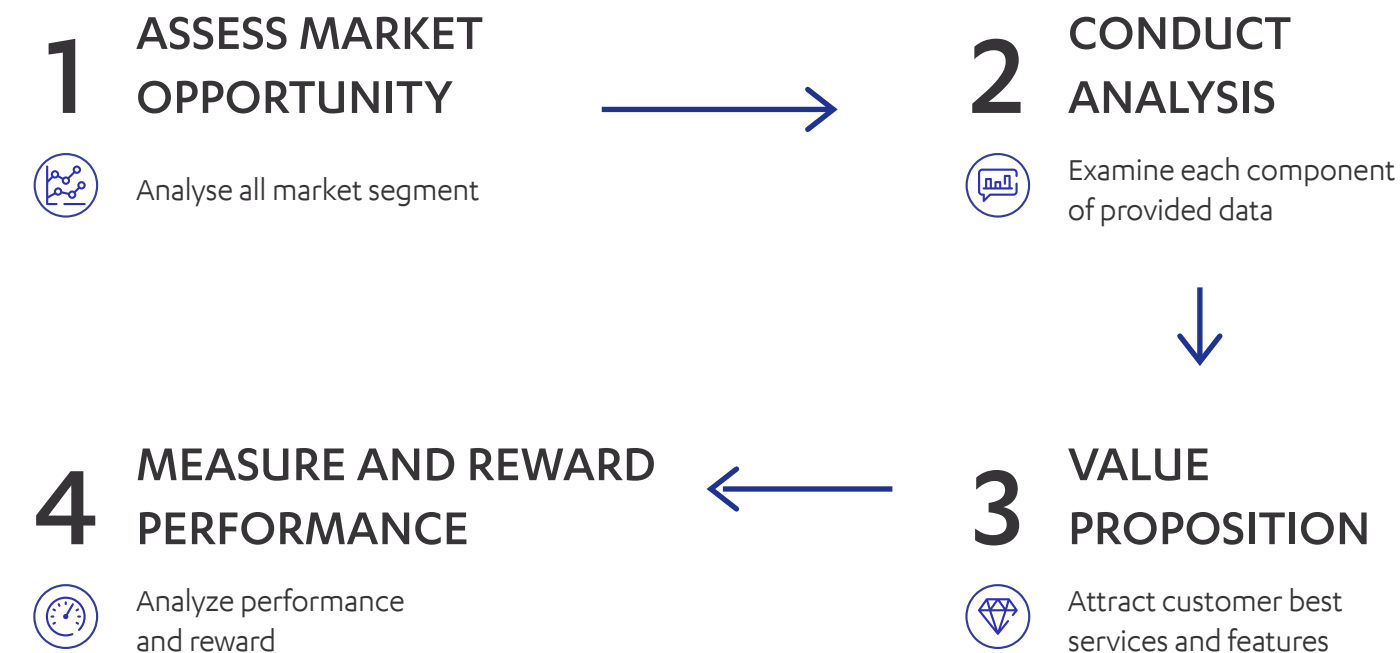 1
ASSESS MARKET
OPPORTUNITY
Analyse all market segment
2
CONDUCT
ANALYSIS
Examine each component
of provided data
3
VALUE
PROPOSITION
Attract customer best
services and features
4
MEASURE AND REWARD
PERFORMANCE
Analyze performance
and reward